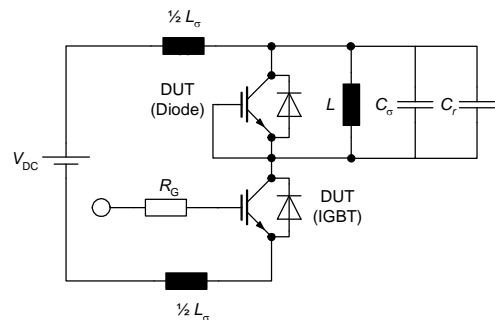 ½ Lσ
DUT
(Diode)
L
Cσ
Cr
VDC
RG
DUT
(IGBT)
½ Lσ